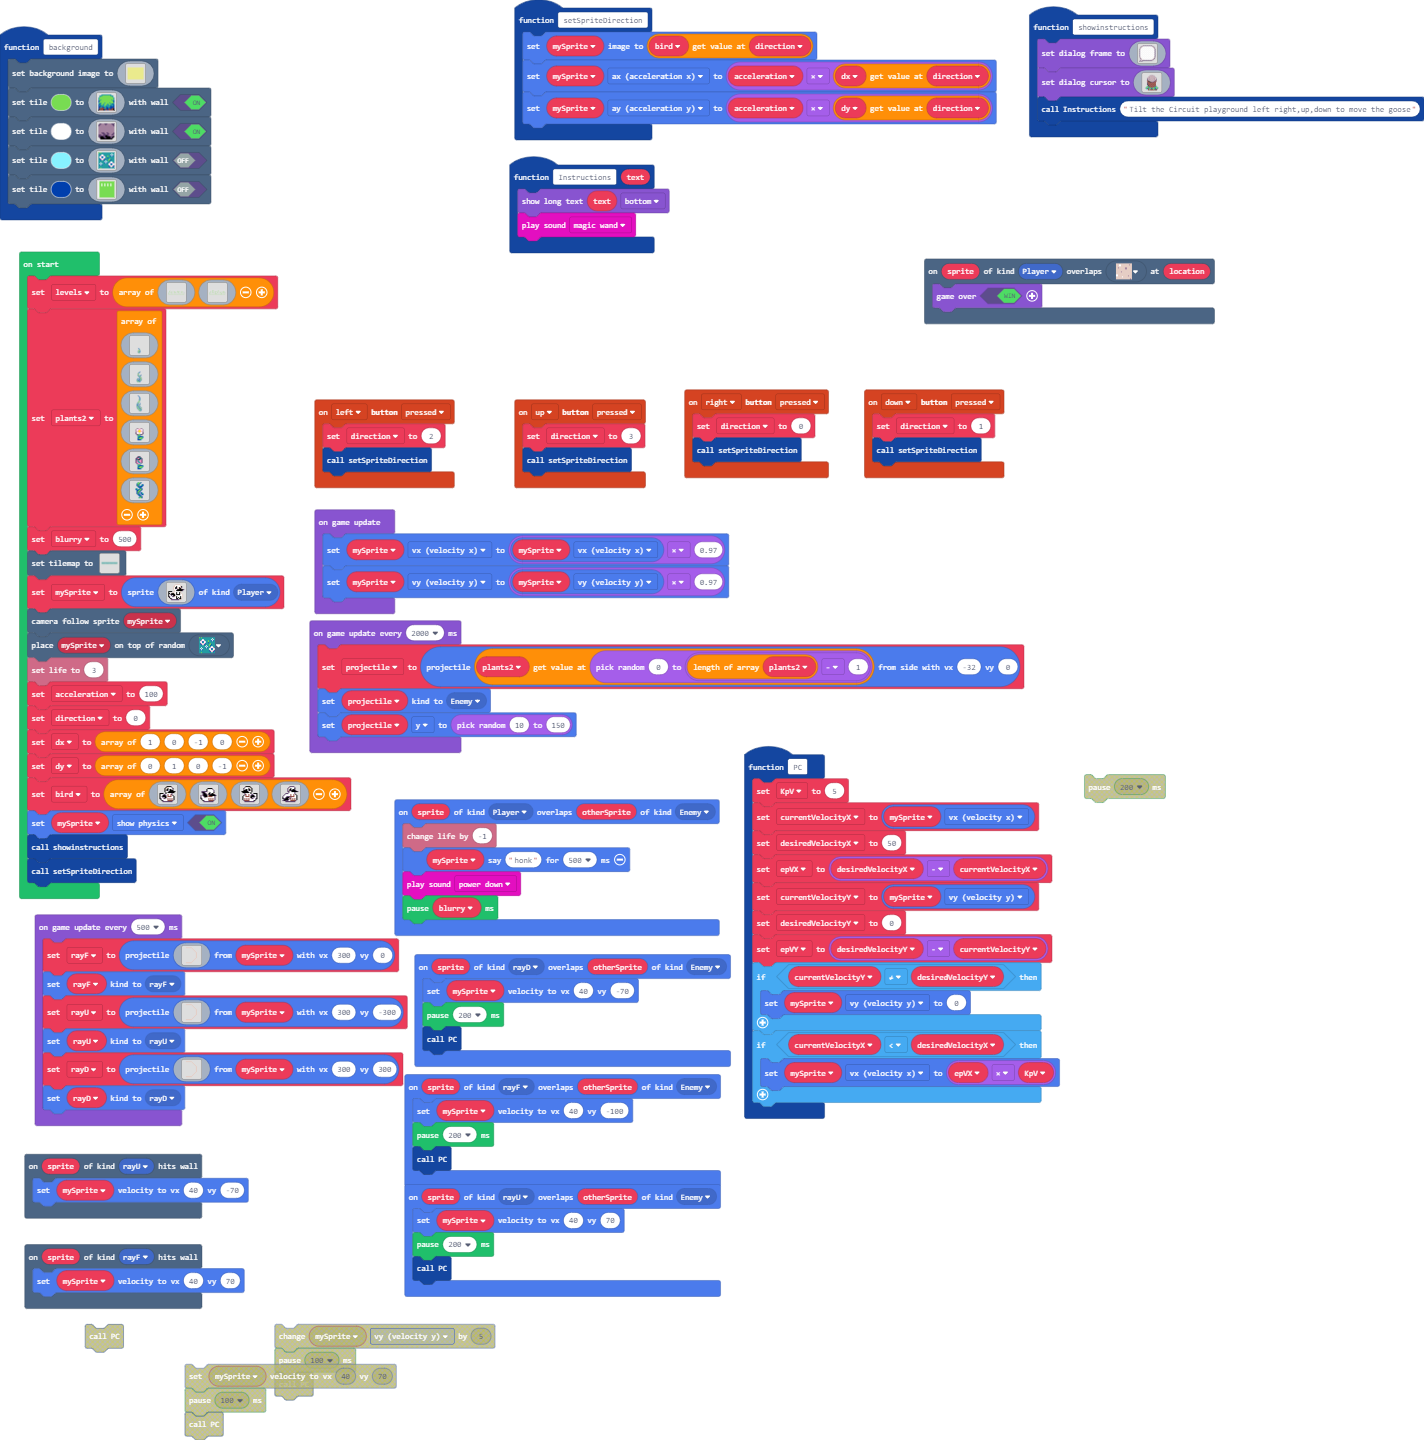 function background
set background image to
set tile to with wall ON
set tile to with wall ON
set tile to with wall OFF
set tile to with wall OFF
function setSpriteDirection
set mySprite image to bird get value at direction
set mySprite ax (acceleration x) to acceleration × dx get value at direction
set mySprite ay (acceleration y) to acceleration × dy get value at direction
function showinstructions
set dialog frame to
set dialog cursor to
call Instructions "Tilt the Circuit playground left right,up,down to move the goose"
function Instructions text
show long text text bottom
play sound magic wand
on start
set levels to array of
set plants2 to array of
set blurry to 500
set tilemap to
set mySprite to sprite of kind Player
camera follow sprite mySprite
place mySprite on top of random
set life to 3
set acceleration to 100
set direction to 0
set dx to array of 1 0 -1 0
set dy to array of 0 1 0 -1
set bird to array of
set mySprite show physics ON
call showinstructions
call setSpriteDirection
on sprite of kind Player overlaps at location
game over WIN
on left button pressed
set direction to 2
call setSpriteDirection
on up button pressed
set direction to 3
call setSpriteDirection
on right button pressed
set direction to 0
call setSpriteDirection
on down button pressed
set direction to 1
call setSpriteDirection
on game update
set mySprite vx (velocity x) to mySprite vx (velocity x) × 0.97
set mySprite vy (velocity y) to mySprite vy (velocity y) × 0.97
on game update every 2000 ms
set projectile to projectile plants2 get value at pick random 0 to length of array plants2 - 1 from side with vx -32 vy 0
set projectile kind to Enemy
set projectile y to pick random 10 to 150
on sprite of kind Player overlaps otherSprite of kind Enemy
change life by -1
mySprite say "honk" for 500 ms
play sound power down
pause blurry ms
function PC
set KpV to 5
set currentVelocityX to mySprite vx (velocity x)
set desiredVelocityX to 50
set epVX to desiredVelocityX - currentVelocityX
set currentVelocityY to mySprite vy (velocity y)
set desiredVelocityY to 0
set epVY to desiredVelocityY - currentVelocityY
if currentVelocityY ≠ desiredVelocityY then
set mySprite vy (velocity y) to 0
if currentVelocityX < desiredVelocityX then
set mySprite vx (velocity x) to epVX × KpV
pause 200 ms
on game update every 500 ms
set rayF to projectile from mySprite with vx 300 vy 0
set rayF kind to rayF
set rayU to projectile from mySprite with vx 300 vy -300
set rayU kind to rayU
set rayD to projectile from mySprite with vx 300 vy 300
set rayD kind to rayD
on sprite of kind rayD overlaps otherSprite of kind Enemy
set mySprite velocity to vx 40 vy -70
pause 200 ms
call PC
on sprite of kind rayF overlaps otherSprite of kind Enemy
set mySprite velocity to vx 40 vy -100
pause 200 ms
call PC
on sprite of kind rayU overlaps otherSprite of kind Enemy
set mySprite velocity to vx 40 vy 70
pause 200 ms
call PC
on sprite of kind rayU hits wall
set mySprite velocity to vx 40 vy -70
on sprite of kind rayF hits wall
set mySprite velocity to vx 40 vy 70
call PC
change mySprite vy (velocity y) by 5
pause 100 ms
set mySprite velocity to vx 40 vy 70
pause 100 ms
call PC